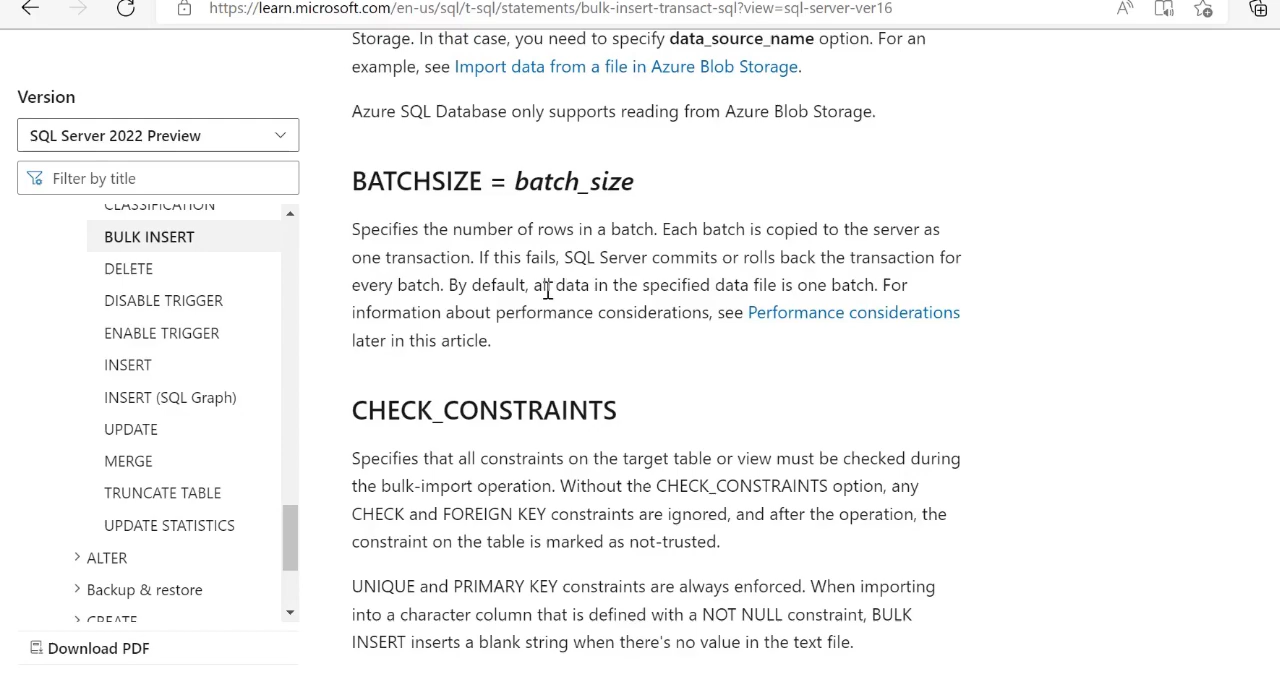 https://learn.microsoft.com/en-us/sql/t-sql/statements/bulk-insert-transact-sql?view=sql-server-ver16
Version
SQL Server 2022 Preview
Filter by title
CLASSIFICATION
BULK INSERT
DELETE
DISABLE TRIGGER
ENABLE TRIGGER
INSERT
INSERT (SQL Graph)
UPDATE
MERGE
TRUNCATE TABLE
UPDATE STATISTICS
ALTER
Backup & restore
CREATE
Download PDF
Storage. In that case, you need to specify data_source_name option. For an
example, see Import data from a file in Azure Blob Storage.
Azure SQL Database only supports reading from Azure Blob Storage.
BATCHSIZE = batch_size
Specifies the number of rows in a batch. Each batch is copied to the server as
one transaction. If this fails, SQL Server commits or rolls back the transaction for
every batch. By default, all data in the specified data file is one batch. For
information about performance considerations, see Performance considerations
later in this article.
CHECK_CONSTRAINTS
Specifies that all constraints on the target table or view must be checked during
the bulk-import operation. Without the CHECK_CONSTRAINTS option, any
CHECK and FOREIGN KEY constraints are ignored, and after the operation, the
constraint on the table is marked as not-trusted.
UNIQUE and PRIMARY KEY constraints are always enforced. When importing
into a character column that is defined with a NOT NULL constraint, BULK
INSERT inserts a blank string when there's no value in the text file.